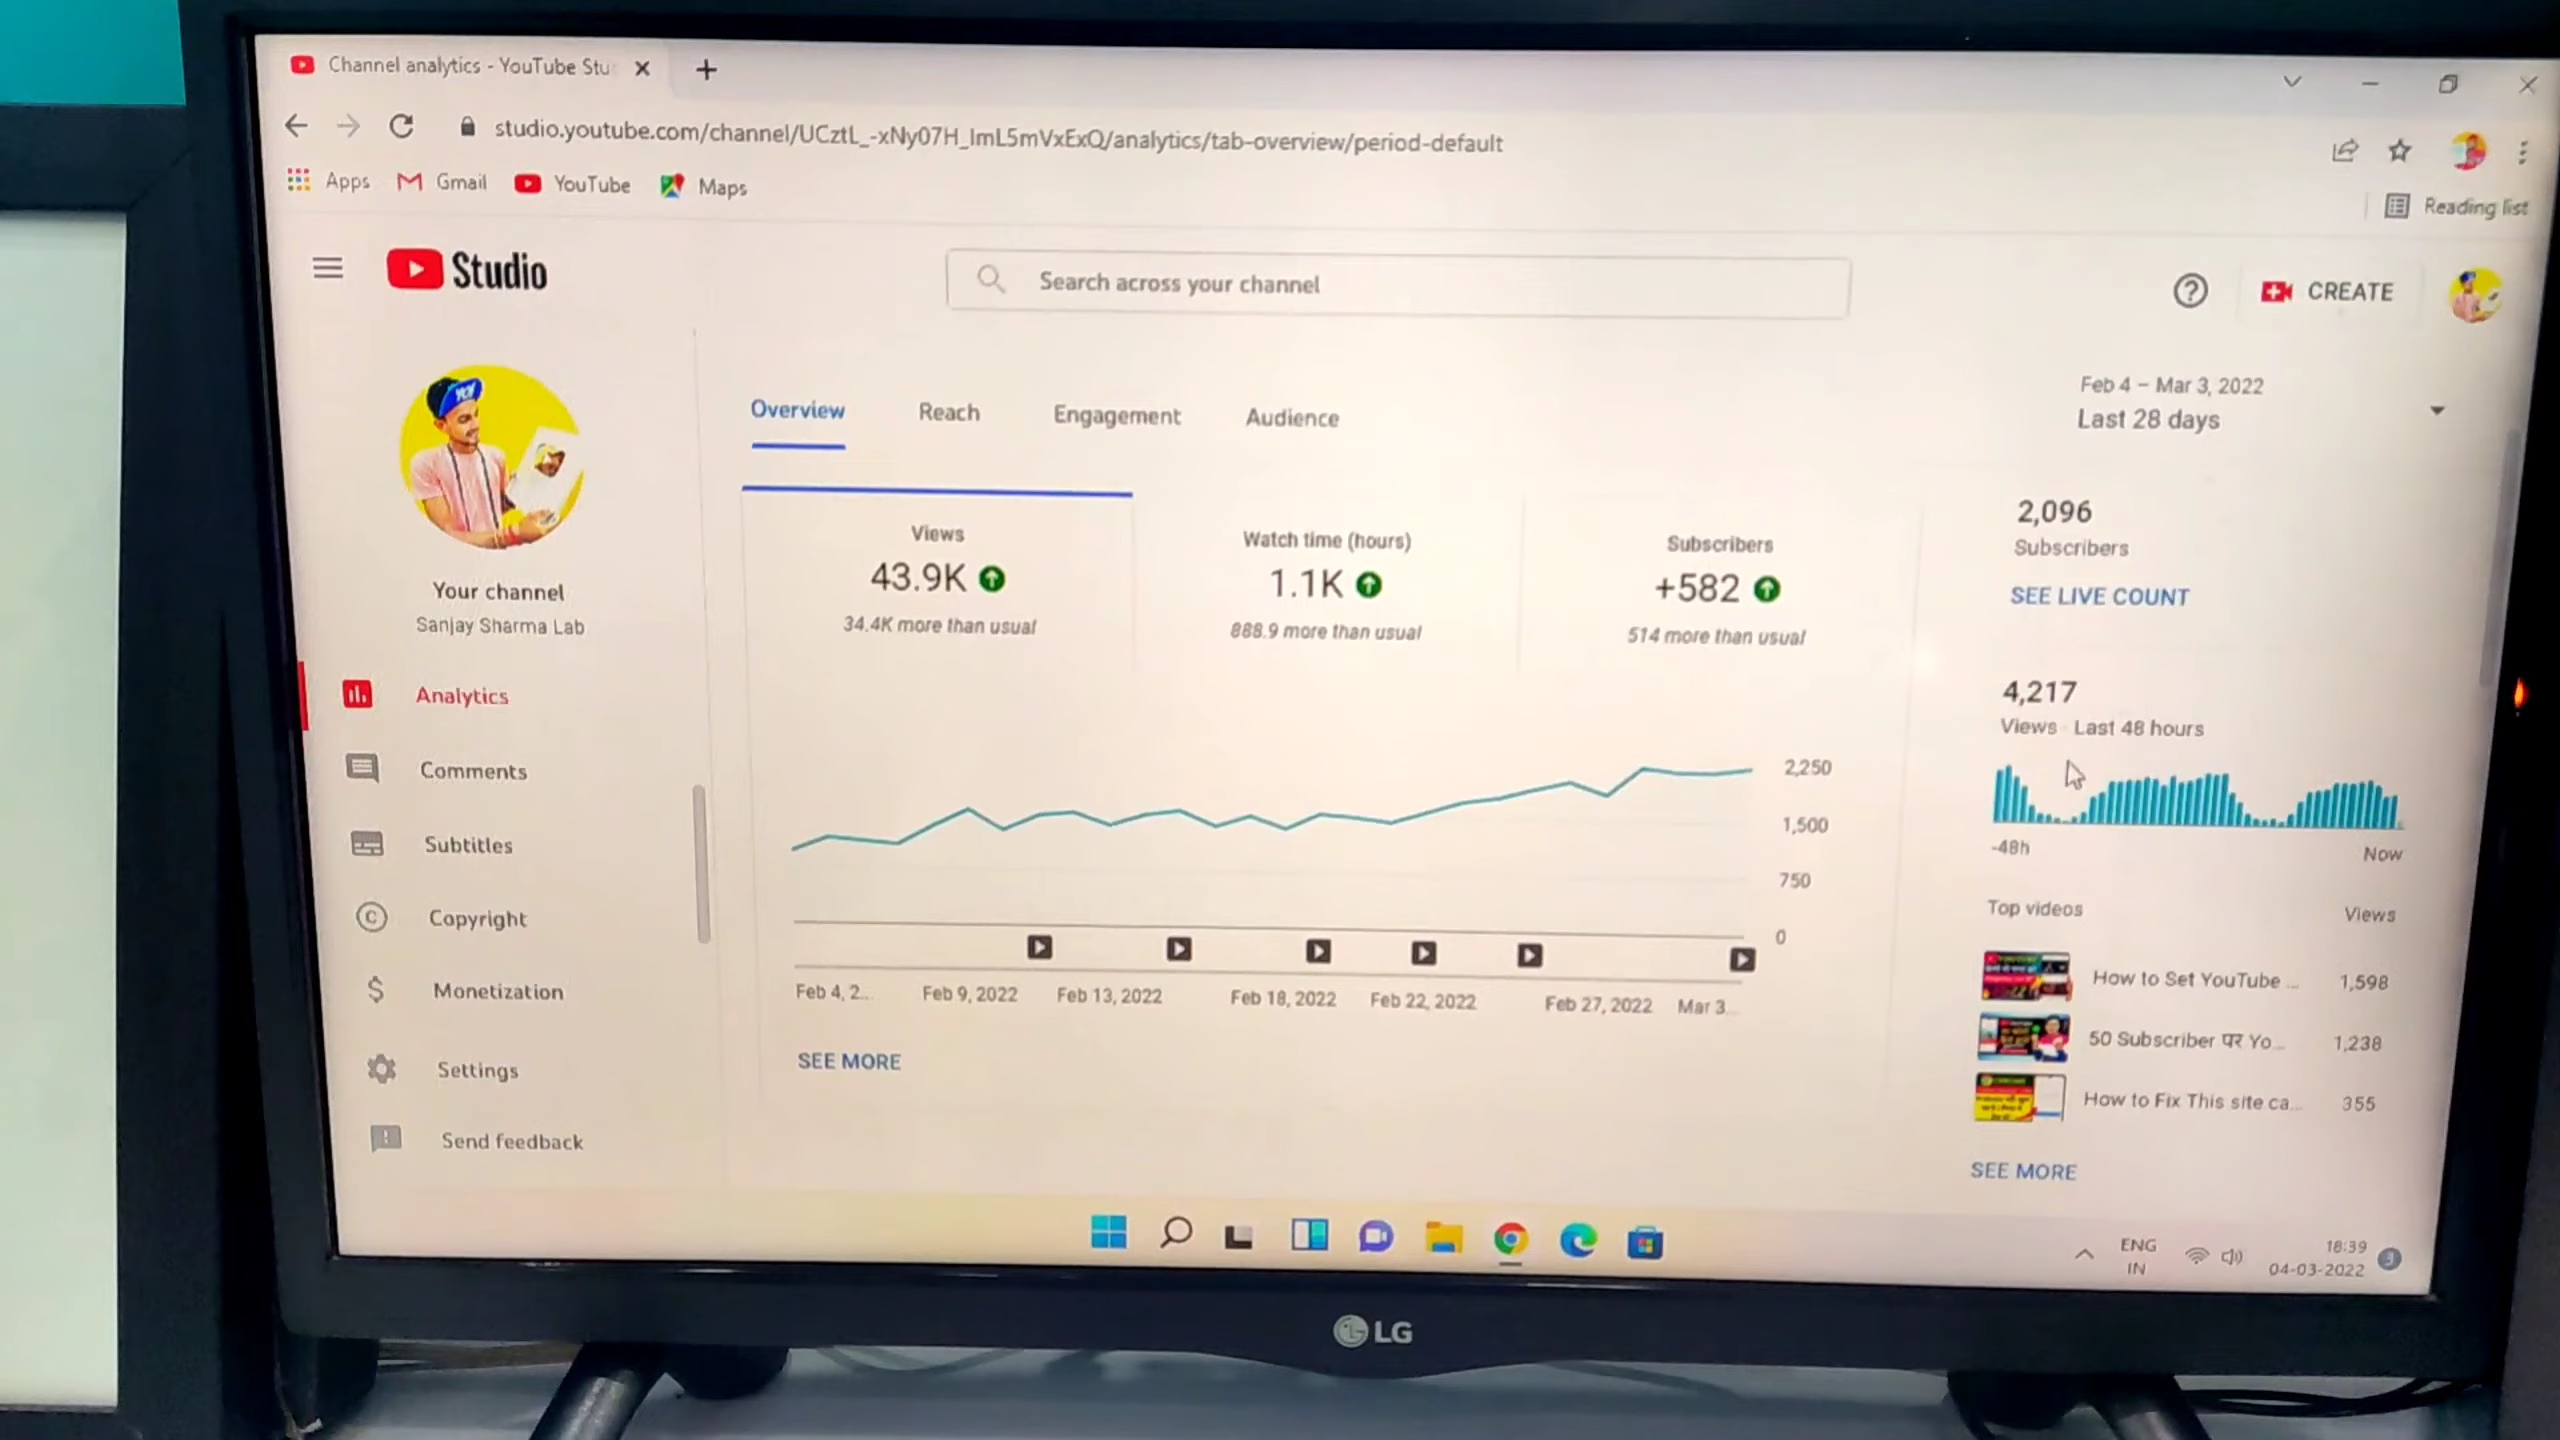 Channel analytics - YouTube Stu
studio.youtube.com/channel/UCztL_-xNy07H_ImL5mVxExQ/analytics/tab-overview/period-default
Apps Gmail YouTube Maps
Reading list
Studio
Search across your channel
CREATE
Your channel
Sanjay Sharma Lab
Analytics
Comments
Subtitles
Copyright
Monetization
Settings
Send feedback
Overview Reach Engagement Audience
Feb 4 – Mar 3, 2022
Last 28 days
Views
43.9K
34.4K more than usual
Watch time (hours)
1.1K
888.9 more than usual
Subscribers
+582
514 more than usual
2,250
1,500
750
0
Feb 4, 2... Feb 9, 2022 Feb 13, 2022 Feb 18, 2022 Feb 22, 2022 Feb 27, 2022 Mar 3...
SEE MORE
2,096
Subscribers
SEE LIVE COUNT
4,217
Views · Last 48 hours
-48h Now
Top videos Views
How to Set YouTube ... 1,598
50 Subscriber पर Yo... 1,238
How to Fix This site ca... 355
SEE MORE
ENG
IN
18:39
04-03-2022
3
LG